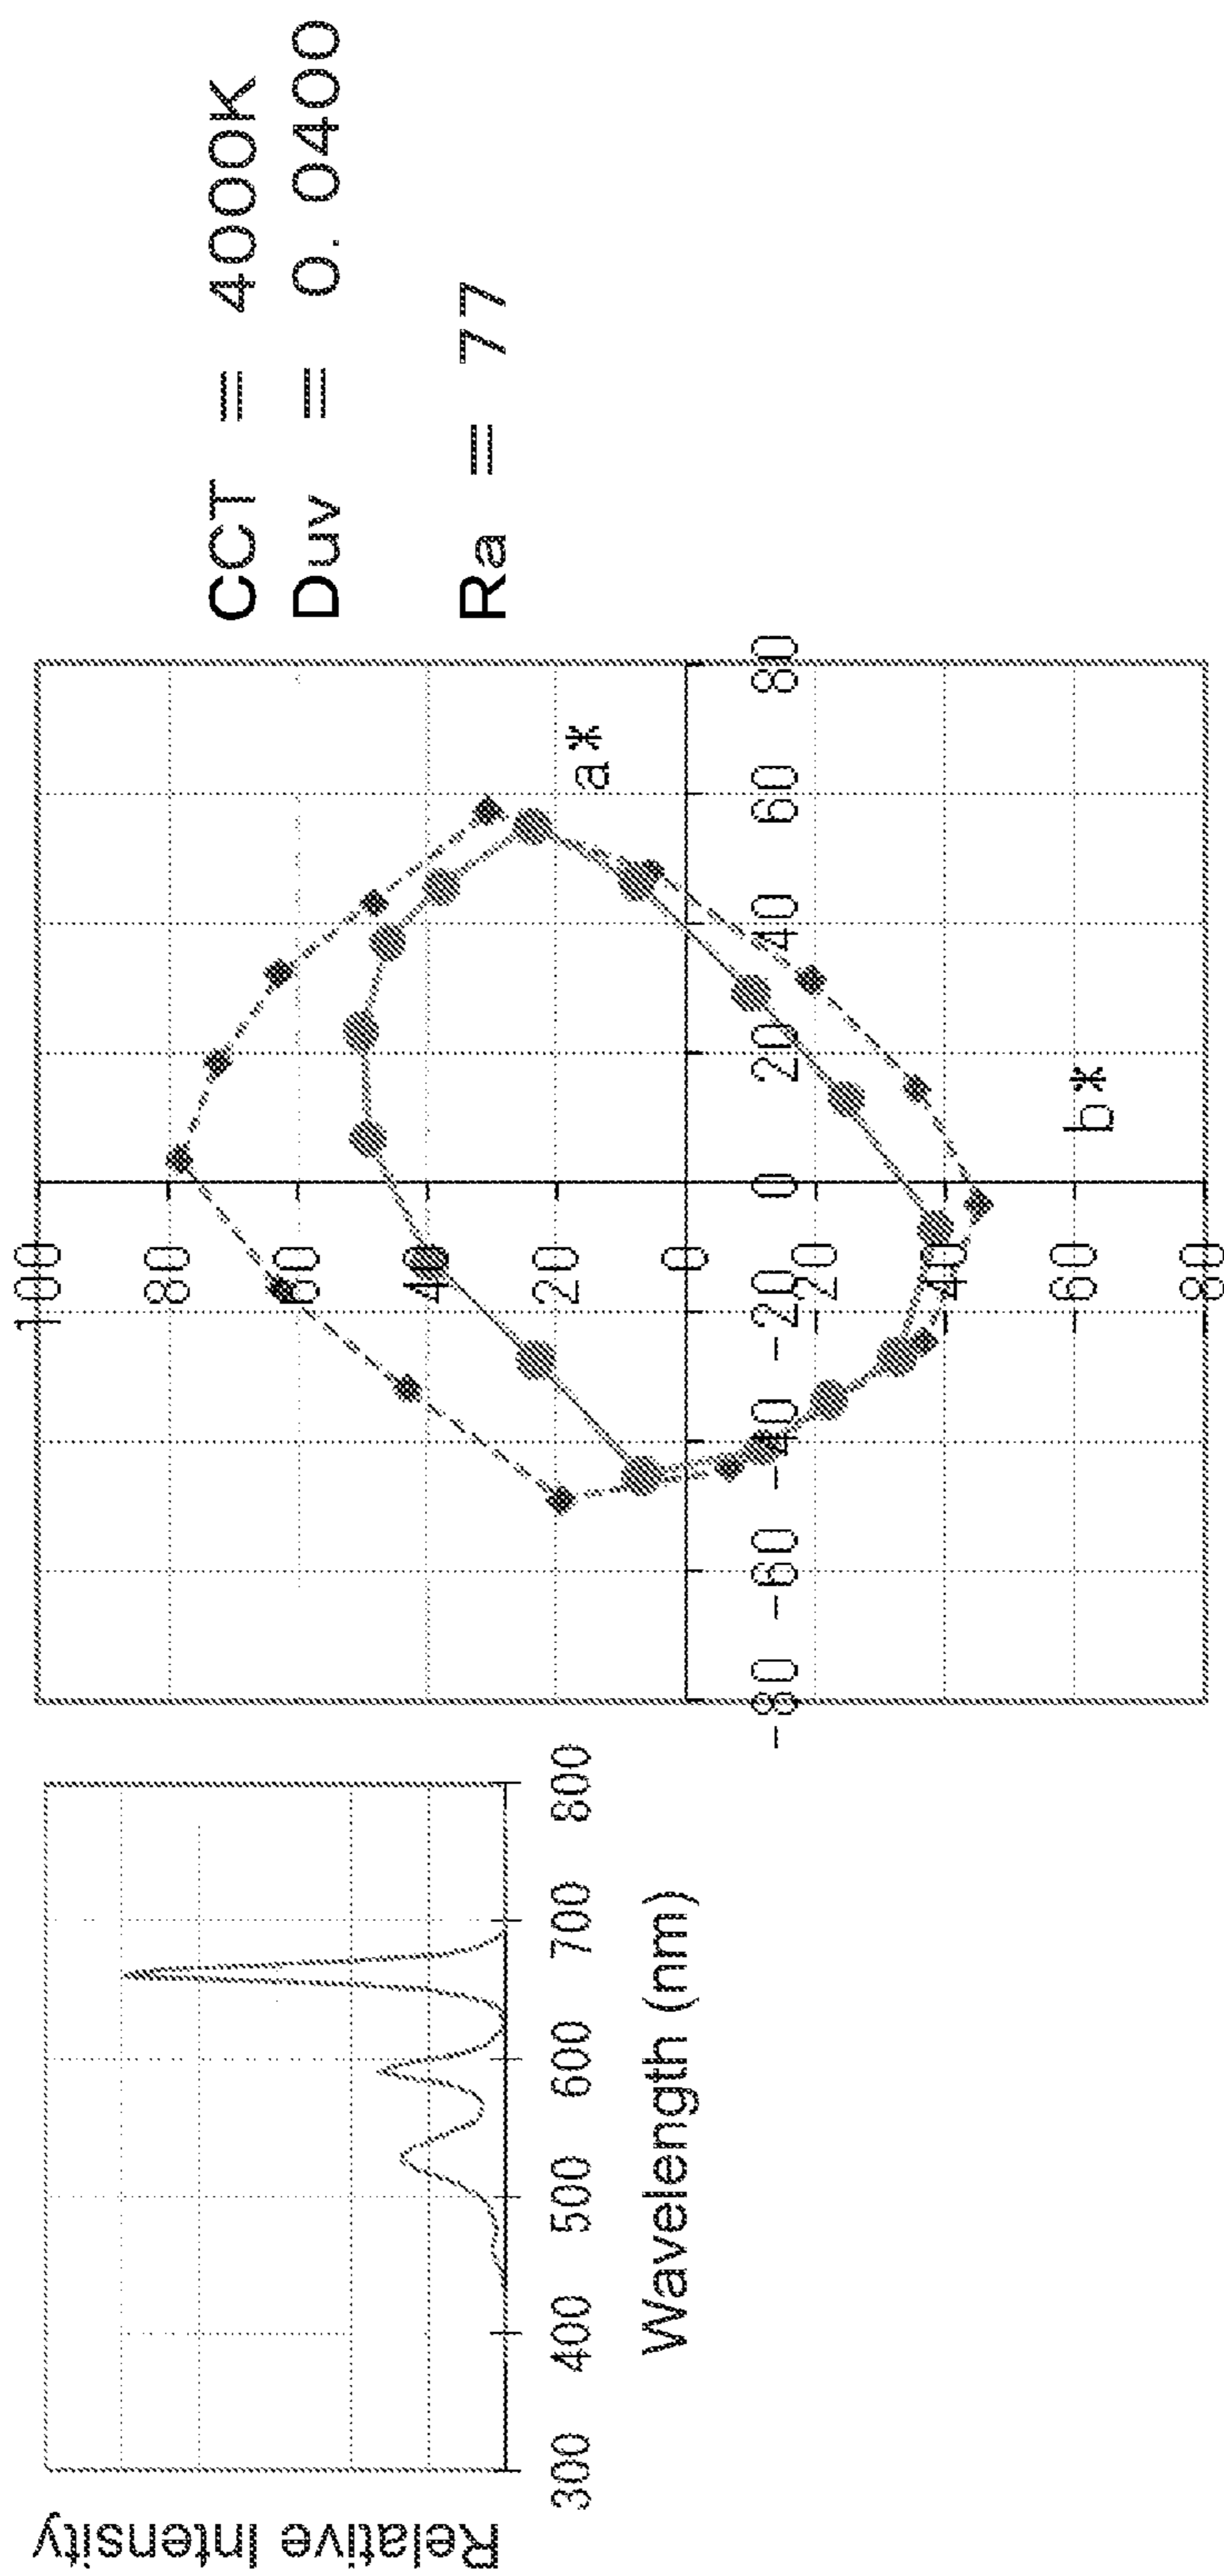 Relative Intensity
300 400 500 600 700 800
Wavelength (nm)
100
80
60
40
20
0
-20
40
60
80
-80 -60 -40 -20 0 20 40 60 80
a*
b*
CCT = 4000K
Duv = 0.0400
Ra = 77